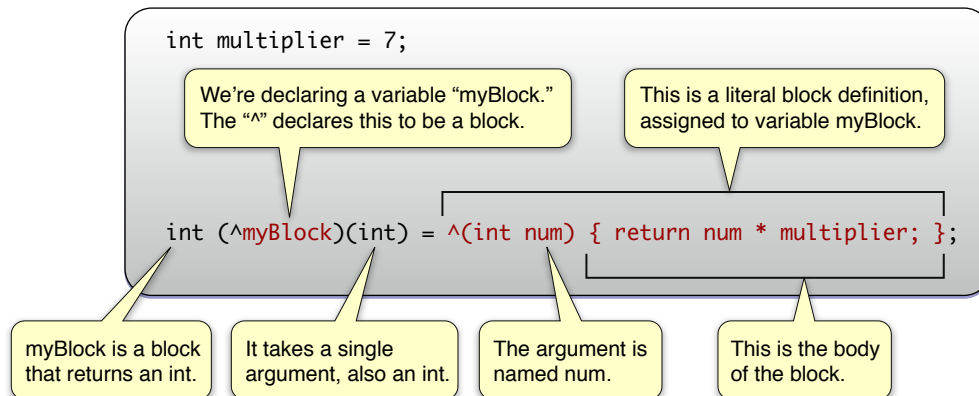 int multiplier = 7;
We’re declaring a variable “myBlock.”
The “^” declares this to be a block.
This is a literal block definition,
assigned to variable myBlock.
int (^myBlock)(int) = ^(int num) { return num * multiplier; };
myBlock is a block
that returns an int.
It takes a single
argument, also an int.
The argument is
named num.
This is the body
of the block.